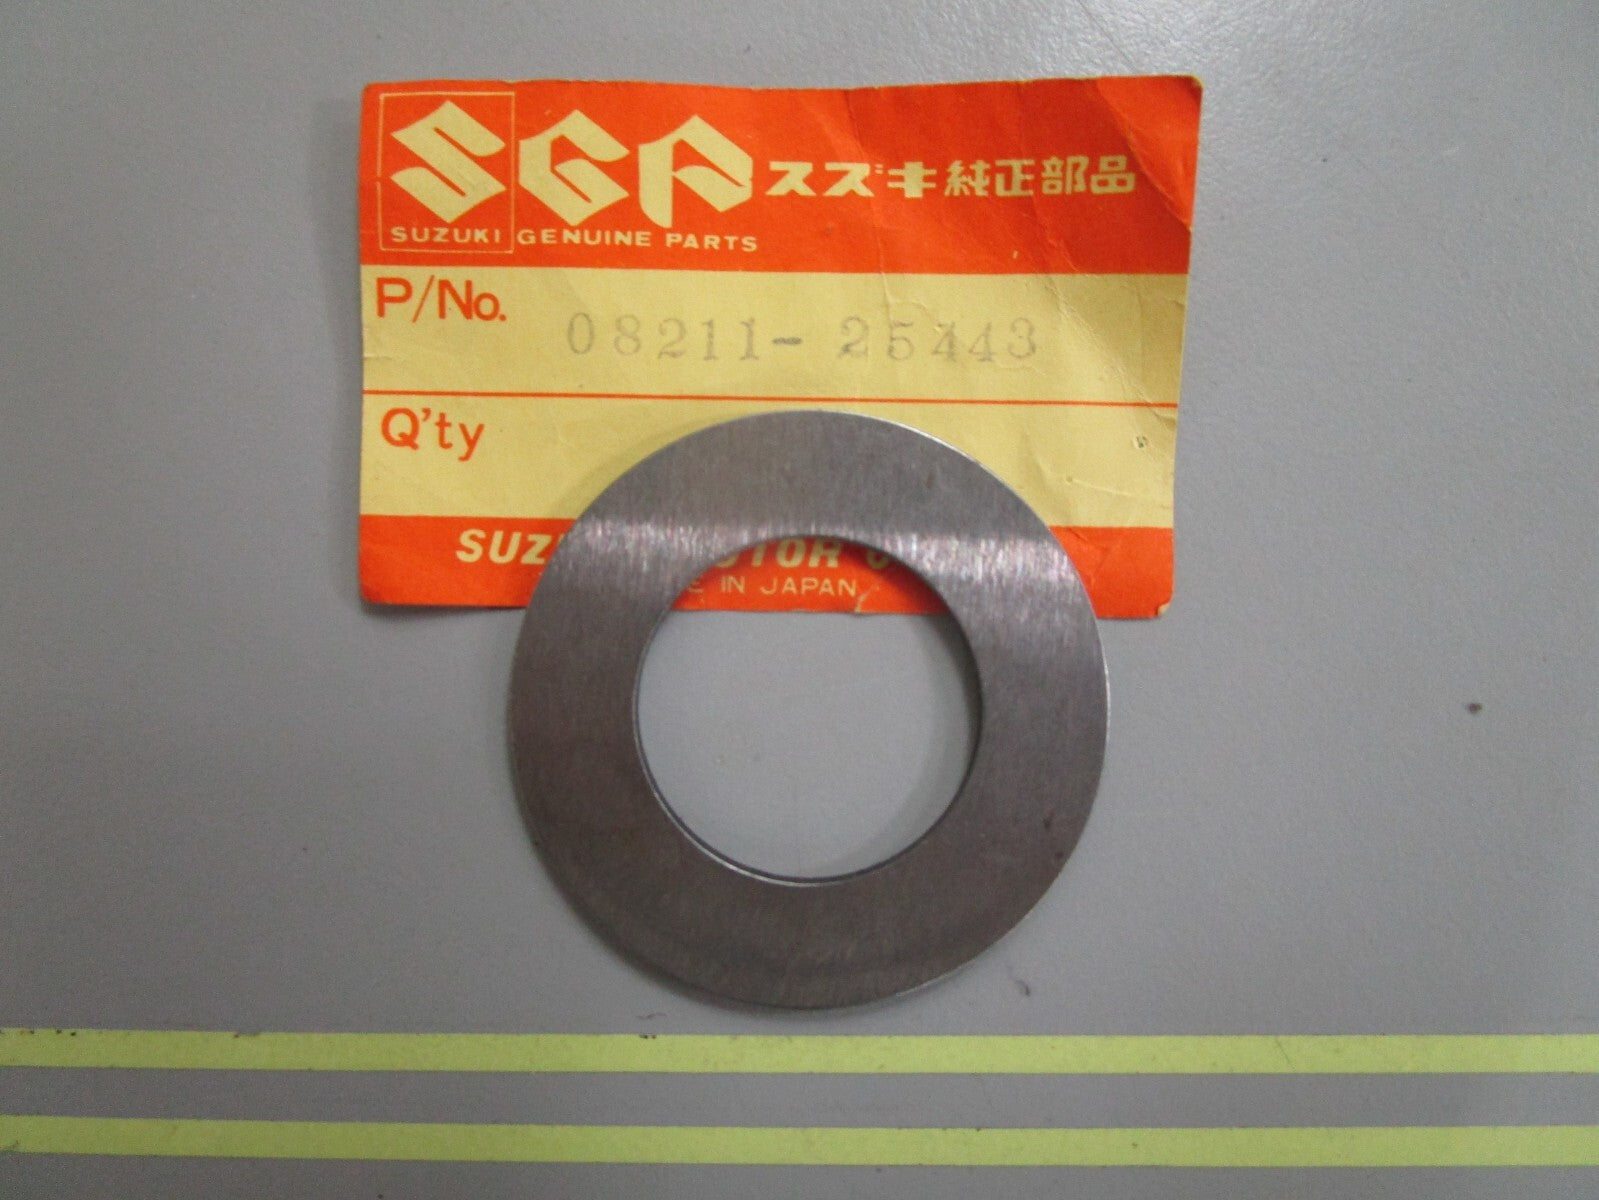 SGP スズキ純正部品
SUZUKI GENUINE PARTS
P/No. 08211-25443
Q'ty
IN JAPAN